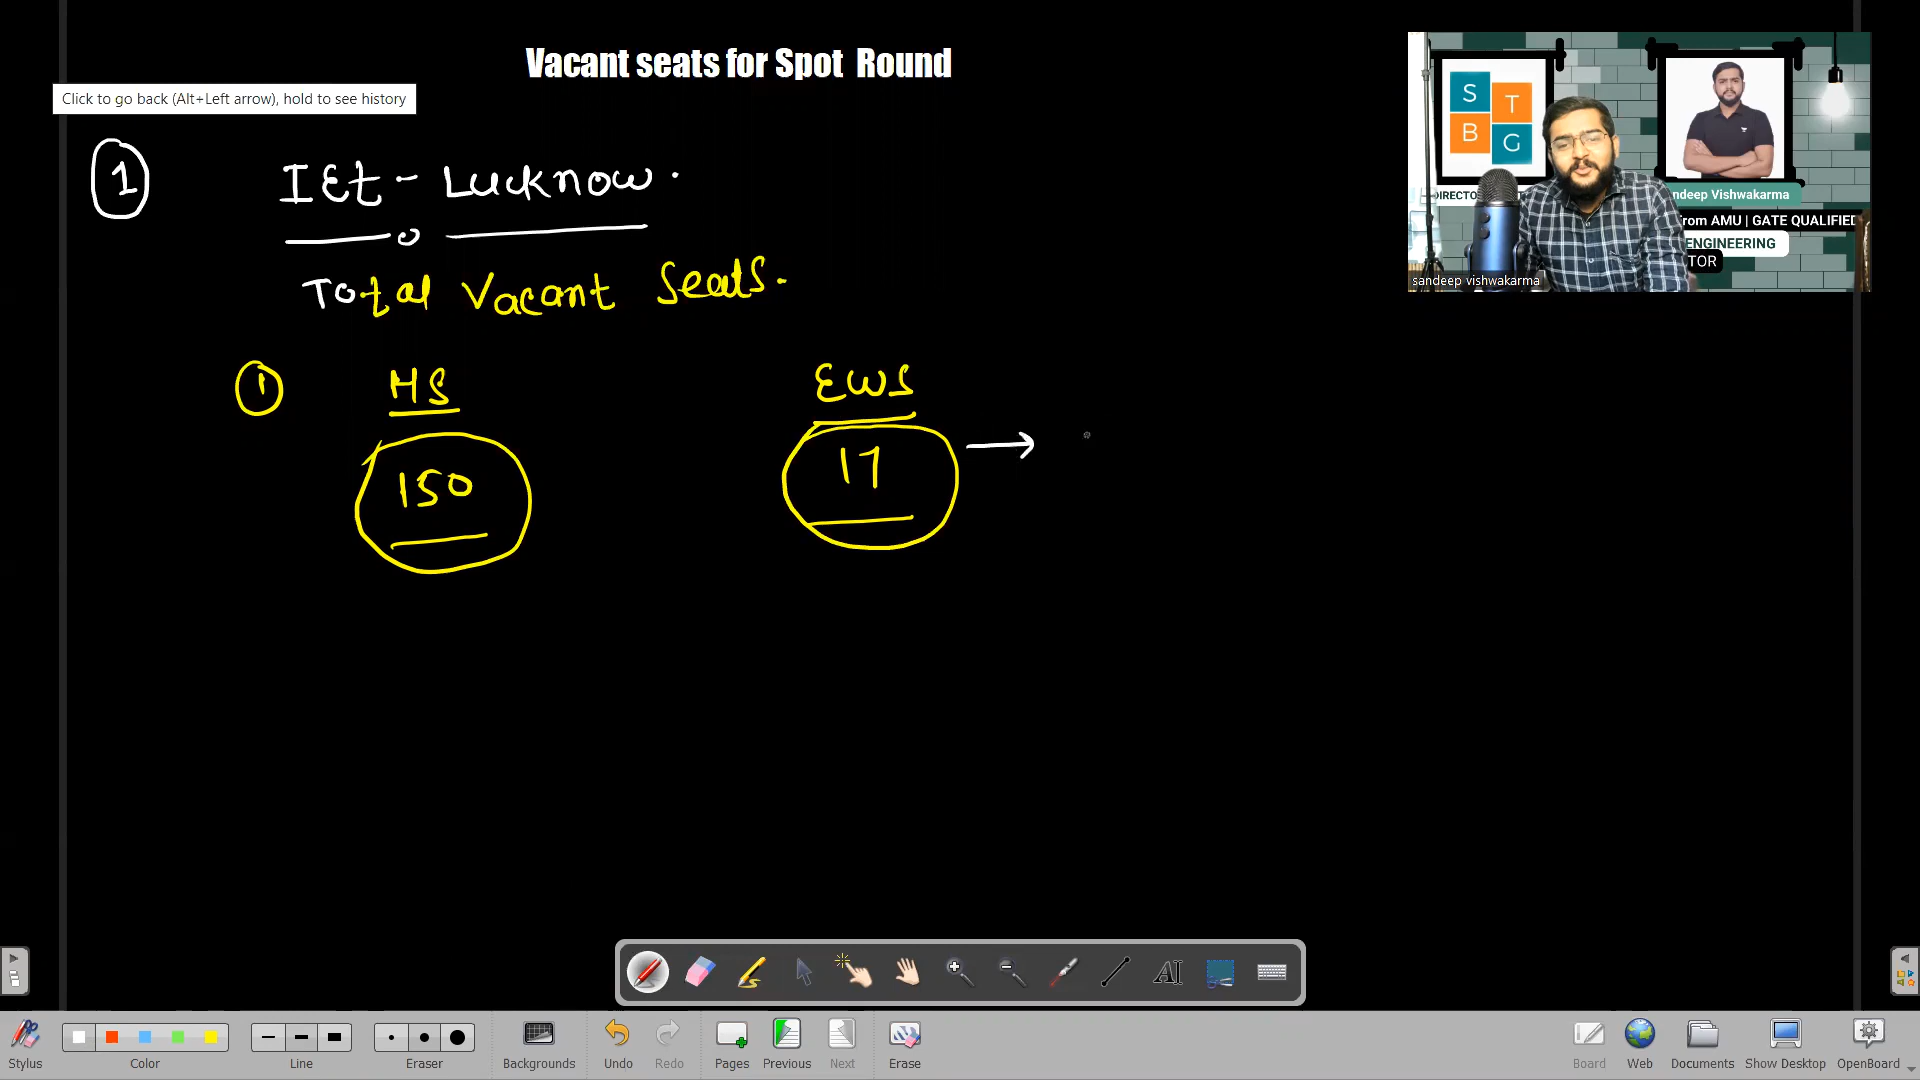 Vacant seats for Spot Round
Click to go back (Alt+Left arrow), hold to see history
1 IEt - Lucknow.
Total Vacant Seats.
1 HS EWS
150 17
S T
B G
DIRECTO
ndeep Vishwakarma
rom AMU | GATE QUALIFIED
ENGINEERING
TOR
sandeep vishwakarma
AI
Stylus Color Line Eraser Backgrounds Undo Redo Pages Previous Next Erase Board Web Documents Show Desktop OpenBoard